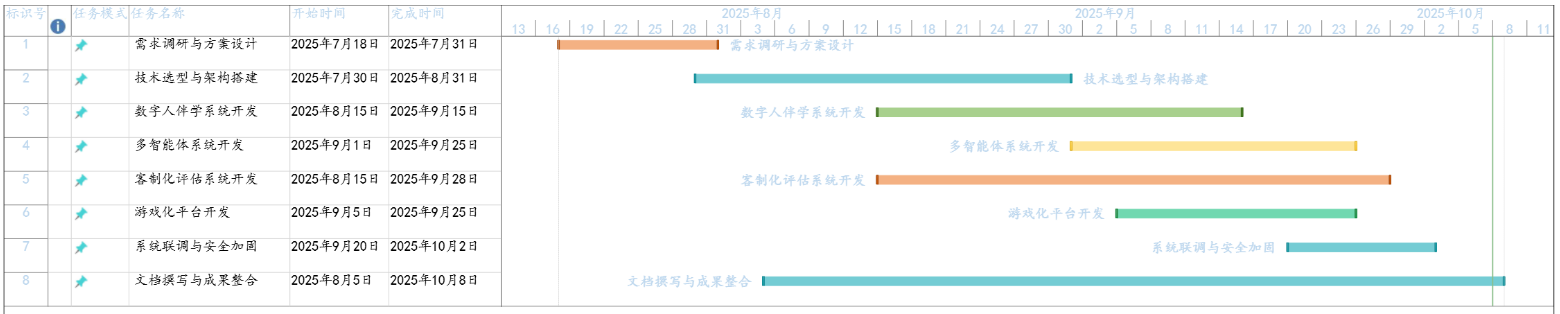 标识号 任务模式 任务名称 开始时间 完成时间 2025年8月 2025年9月 2025年10月
13 16 19 22 25 28 31 3 6 9 12 15 18 21 24 27 30 2 5 8 11 14 17 20 23 26 29 2 5 8 11
1 需求调研与方案设计 2025年7月18日 2025年7月31日 需求调研与方案设计
2 技术选型与架构搭建 2025年7月30日 2025年8月31日 技术选型与架构搭建
3 数字人伴学系统开发 2025年8月15日 2025年9月15日 数字人伴学系统开发
4 多智能体系统开发 2025年9月1日 2025年9月25日 多智能体系统开发
5 客制化评估系统开发 2025年8月15日 2025年9月28日 客制化评估系统开发
6 游戏化平台开发 2025年9月5日 2025年9月25日 游戏化平台开发
7 系统联调与安全加固 2025年9月20日 2025年10月2日 系统联调与安全加固
8 文档撰写与成果整合 2025年8月5日 2025年10月8日 文档撰写与成果整合